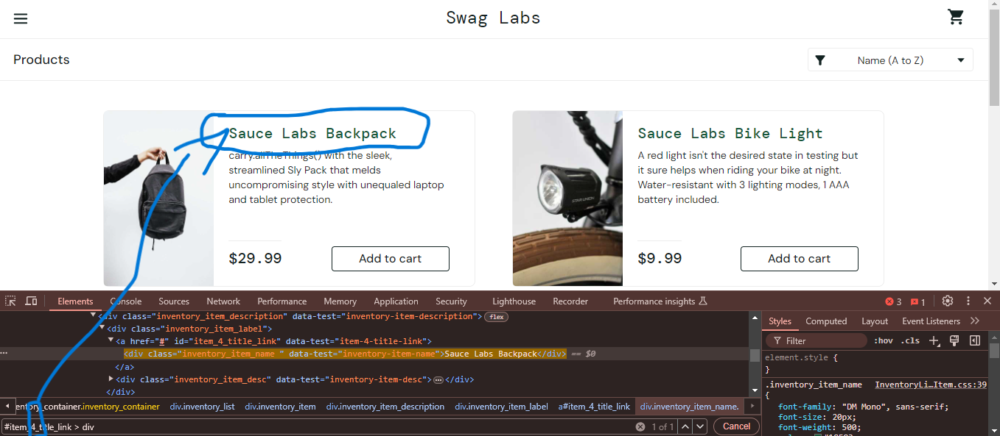 Swag Labs
Products
Name (A to Z)
Sauce Labs Backpack
carry.allTheThings() with the sleek,
streamlined Sly Pack that melds
uncompromising style with unequaled laptop
and tablet protection.
$29.99
Add to cart
Sauce Labs Bike Light
A red light isn't the desired state in testing but
it sure helps when riding your bike at night.
Water-resistant with 3 lighting modes, 1 AAA
battery included.
$9.99
Add to cart
STAR UNION
Elements Console Sources Network Performance Memory Application Security Lighthouse Recorder Performance insights 3 1
<div class="inventory_item_description" data-test="inventory-item-description"> flex
<div class="inventory_item_label">
<a href="#" id="item_4_title_link" data-test="item-4-title-link">
<div class="inventory_item_name " data-test="inventory-item-name">Sauce Labs Backpack</div> == $0
</a>
<div class="inventory_item_desc" data-test="inventory-item-desc"> … </div>
</div>
entory_container.inventory_container div.inventory_list div.inventory_item div.inventory_item_description div.inventory_item_label a#item_4_title_link div.inventory_item_name.
#item_4_title_link > div 1 of 1 Cancel
Styles Computed Layout Event Listeners
Filter :hov .cls
element.style {
}
.inventory_item_name InventoryLi…Item.css:39
{
font-family: "DM Mono", sans-serif;
font-size: 20px;
font-weight: 500;